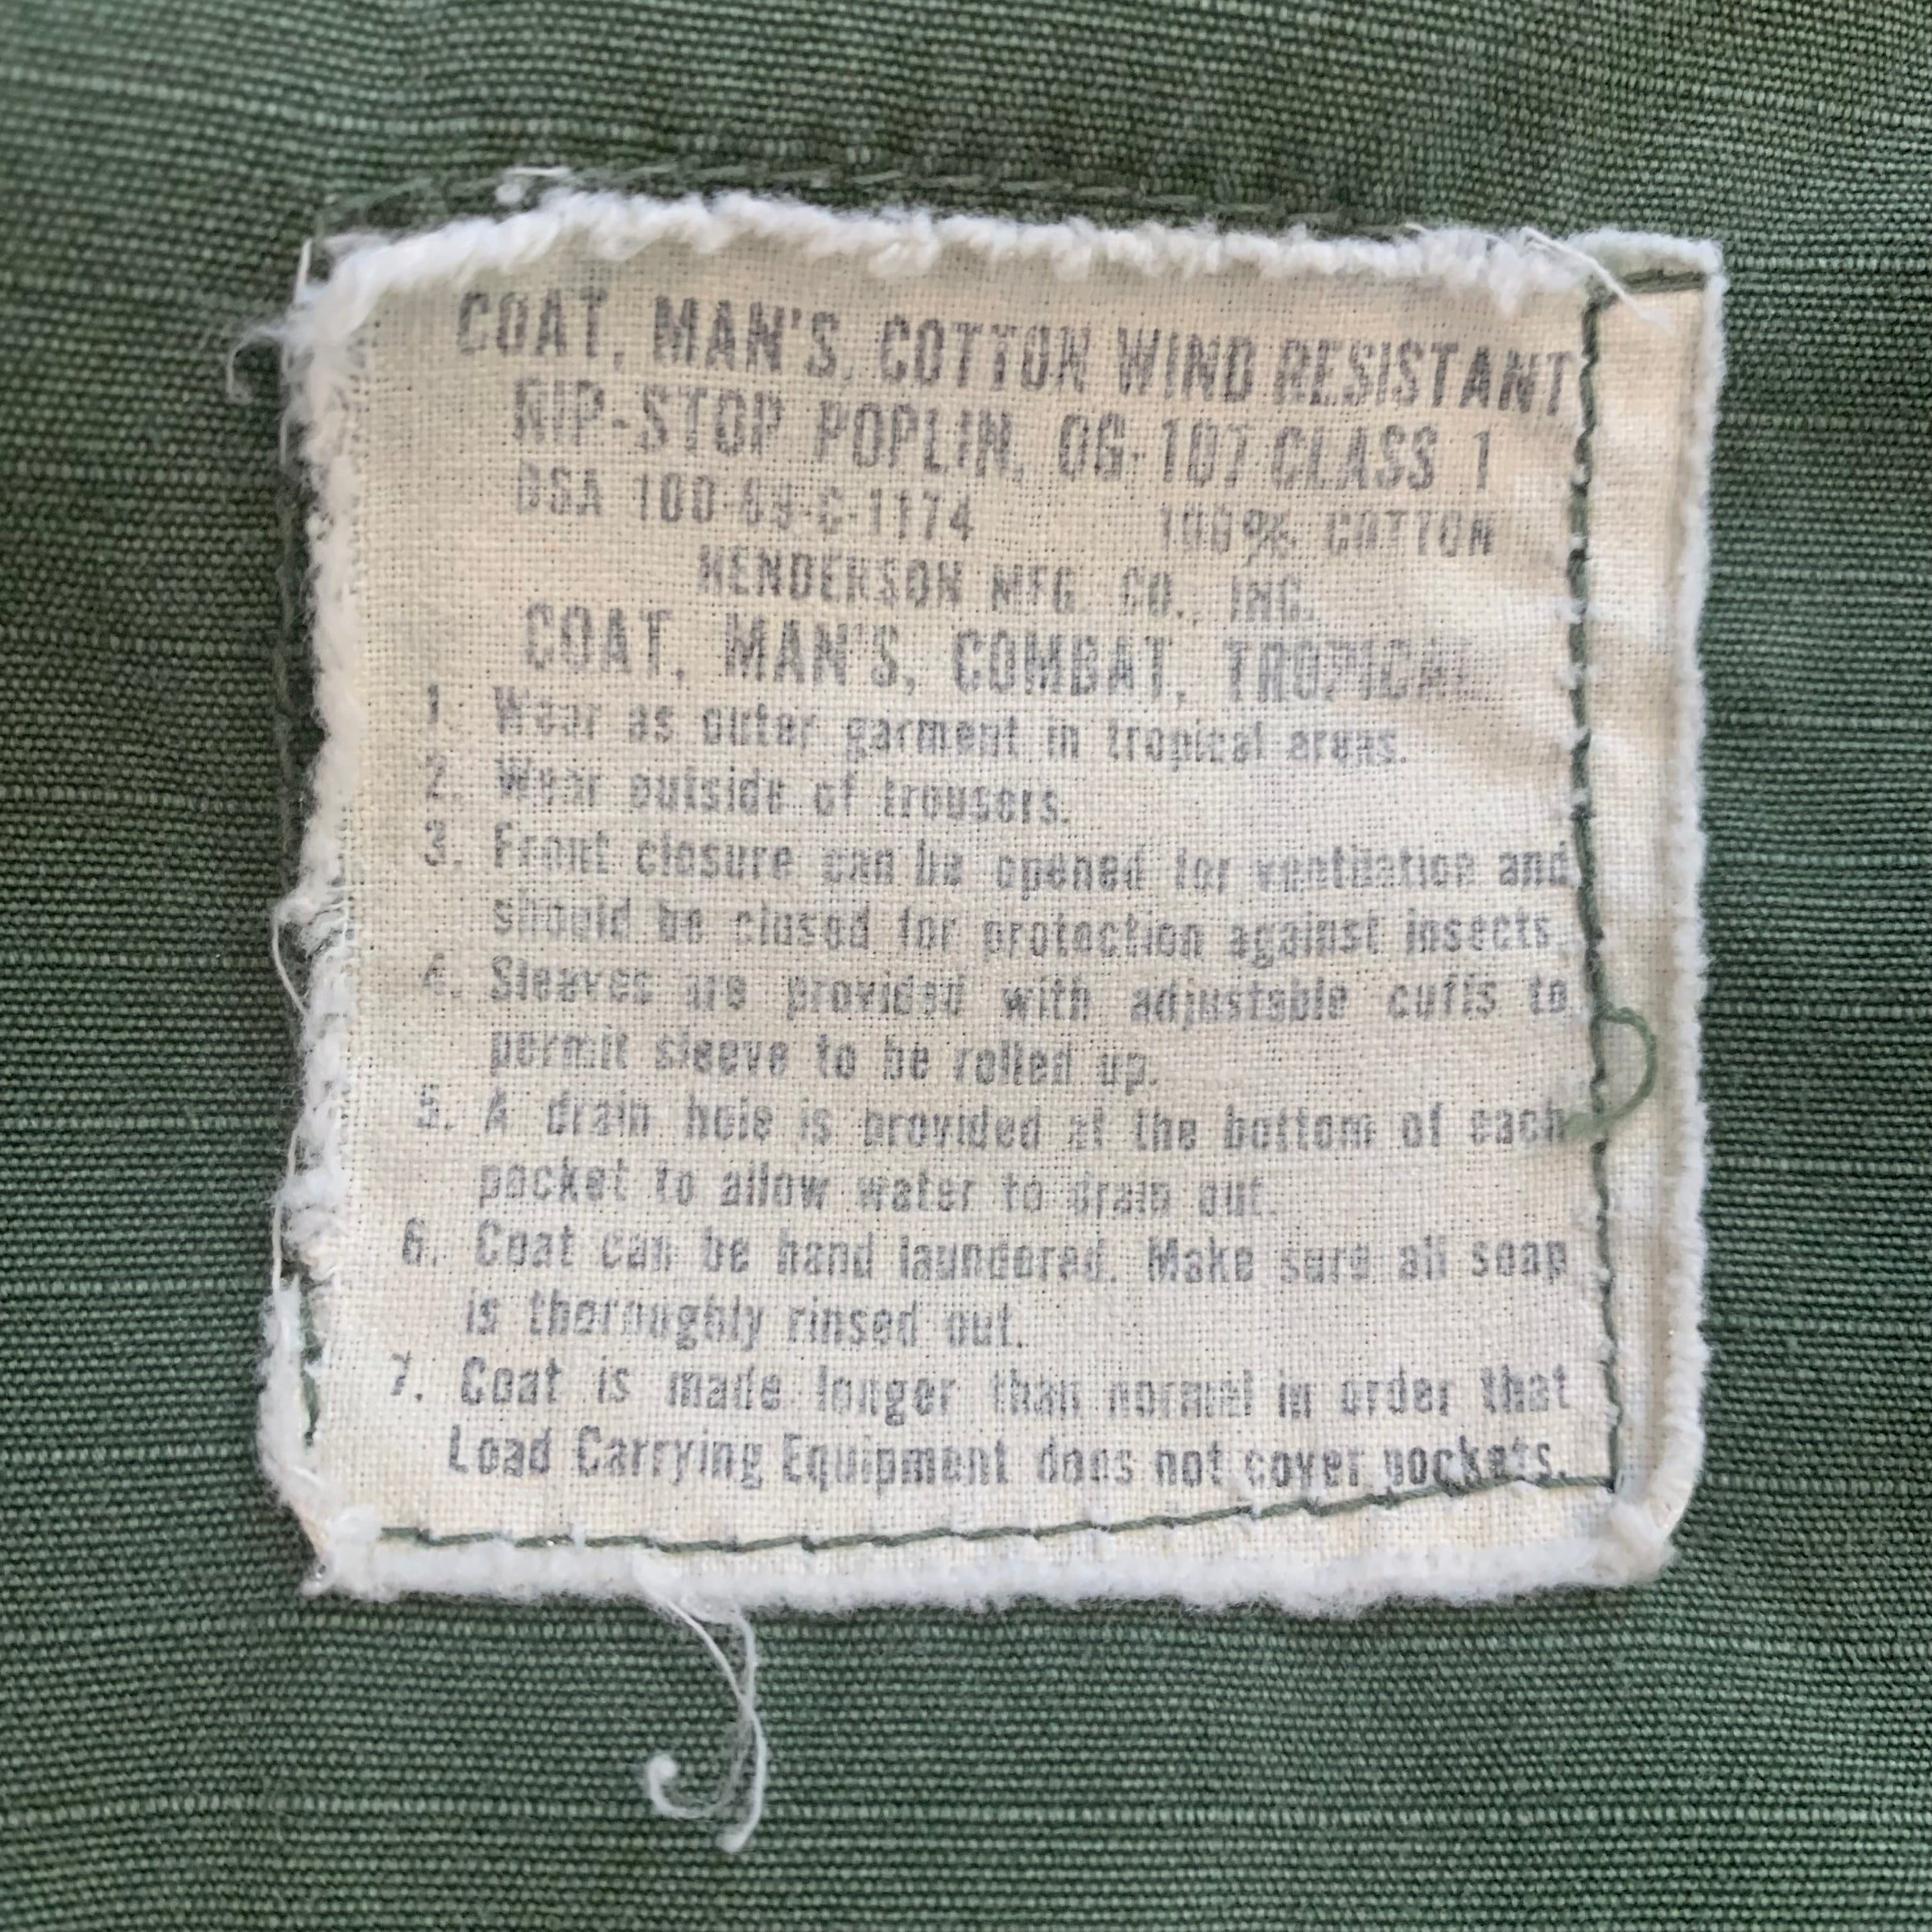 COAT, MAN'S, COTTON WIND RESISTANT
RIP-STOP POPLIN, OG-107 CLASS 1
DSA 100-69-C-1174 100% COTTON
HENDERSON MFG. CO., INC.
COAT, MAN'S, COMBAT, TROPICAL
1. Wear as outer garment in tropical areas.
2. Wear outside of trousers.
3. Front closure can be opened for ventilation and
should be closed for protection against insects.
4. Sleeves are provided with adjustable cuffs to
permit sleeve to be rolled up.
5. A drain hole is provided at the bottom of each
pocket to allow water to drain out.
6. Coat can be hand laundered. Make sure all soap
is thoroughly rinsed out.
7. Coat is made longer than normal in order that
Load Carrying Equipment does not cover pockets.